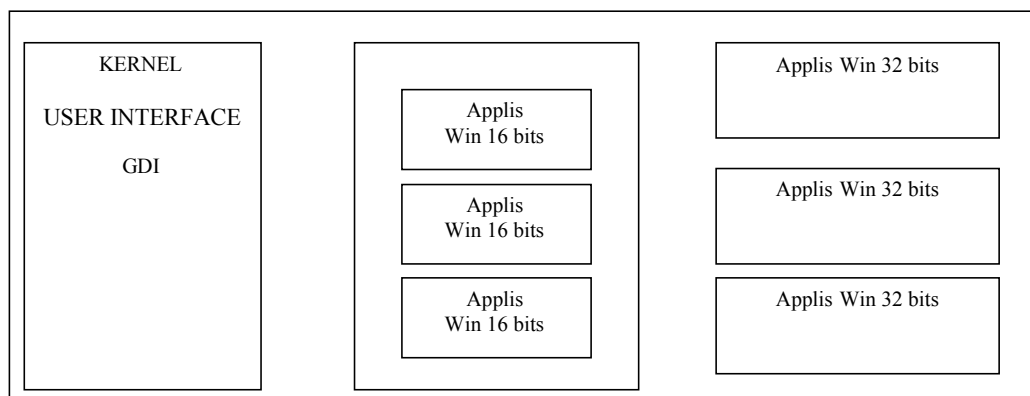 KERNEL
USER INTERFACE
GDI
Applis
Win 16 bits
Applis
Win 16 bits
Applis
Win 16 bits
Applis Win 32 bits
Applis Win 32 bits
Applis Win 32 bits